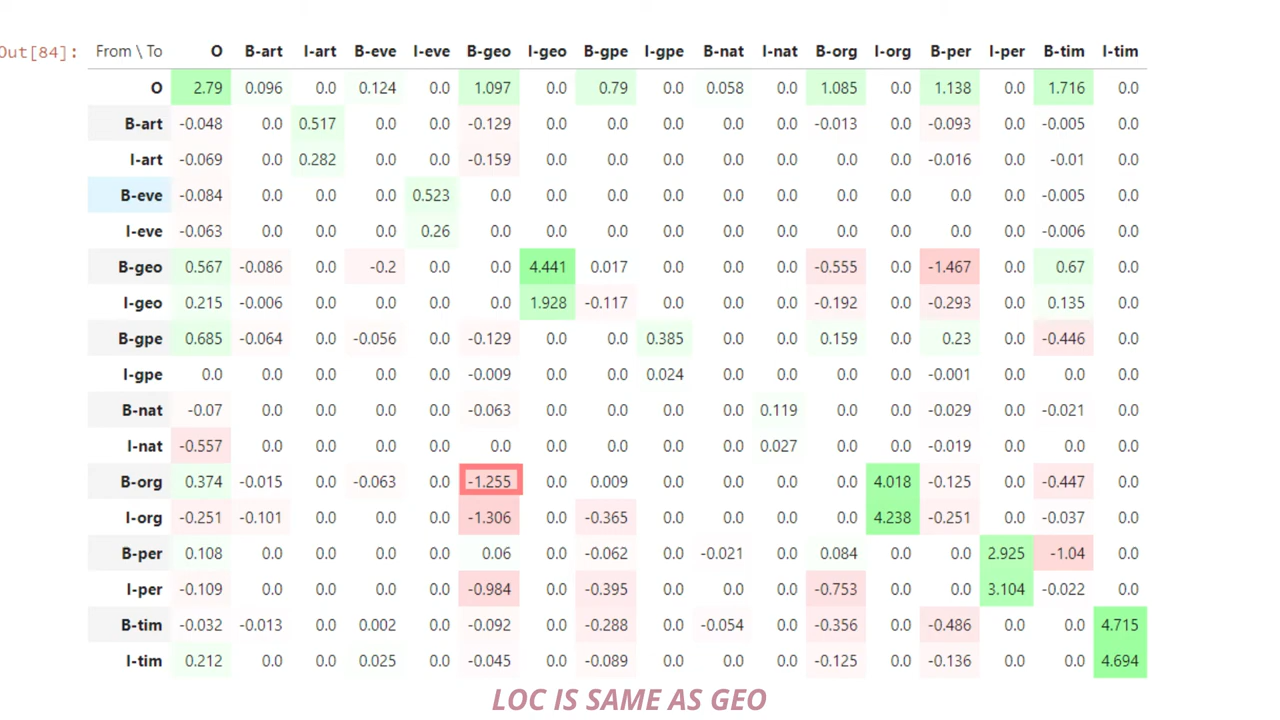 Out[84]: From \ To O B-art I-art B-eve I-eve B-geo I-geo B-gpe I-gpe B-nat I-nat B-org I-org B-per I-per B-tim I-tim
O 2.79 0.096 0.0 0.124 0.0 1.097 0.0 0.79 0.0 0.058 0.0 1.085 0.0 1.138 0.0 1.716 0.0
B-art -0.048 0.0 0.517 0.0 0.0 -0.129 0.0 0.0 0.0 0.0 0.0 -0.013 0.0 -0.093 0.0 -0.005 0.0
I-art -0.069 0.0 0.282 0.0 0.0 -0.159 0.0 0.0 0.0 0.0 0.0 0.0 0.0 -0.016 0.0 -0.01 0.0
B-eve -0.084 0.0 0.0 0.0 0.523 0.0 0.0 0.0 0.0 0.0 0.0 0.0 0.0 0.0 0.0 -0.005 0.0
I-eve -0.063 0.0 0.0 0.0 0.26 0.0 0.0 0.0 0.0 0.0 0.0 0.0 0.0 0.0 0.0 -0.006 0.0
B-geo 0.567 -0.086 0.0 -0.2 0.0 0.0 4.441 0.017 0.0 0.0 0.0 -0.555 0.0 -1.467 0.0 0.67 0.0
I-geo 0.215 -0.006 0.0 0.0 0.0 0.0 1.928 -0.117 0.0 0.0 0.0 -0.192 0.0 -0.293 0.0 0.135 0.0
B-gpe 0.685 -0.064 0.0 -0.056 0.0 -0.129 0.0 0.0 0.385 0.0 0.0 0.159 0.0 0.23 0.0 -0.446 0.0
I-gpe 0.0 0.0 0.0 0.0 0.0 -0.009 0.0 0.0 0.024 0.0 0.0 0.0 0.0 -0.001 0.0 0.0 0.0
B-nat -0.07 0.0 0.0 0.0 0.0 -0.063 0.0 0.0 0.0 0.0 0.119 0.0 0.0 -0.029 0.0 -0.021 0.0
I-nat -0.557 0.0 0.0 0.0 0.0 0.0 0.0 0.0 0.0 0.0 0.027 0.0 0.0 -0.019 0.0 0.0 0.0
B-org 0.374 -0.015 0.0 -0.063 0.0 -1.255 0.0 0.009 0.0 0.0 0.0 0.0 4.018 -0.125 0.0 -0.447 0.0
I-org -0.251 -0.101 0.0 0.0 0.0 -1.306 0.0 -0.365 0.0 0.0 0.0 0.0 4.238 -0.251 0.0 -0.037 0.0
B-per 0.108 0.0 0.0 0.0 0.0 0.06 0.0 -0.062 0.0 -0.021 0.0 0.084 0.0 0.0 2.925 -1.04 0.0
I-per -0.109 0.0 0.0 0.0 0.0 -0.984 0.0 -0.395 0.0 0.0 0.0 -0.753 0.0 0.0 3.104 -0.022 0.0
B-tim -0.032 -0.013 0.0 0.002 0.0 -0.092 0.0 -0.288 0.0 -0.054 0.0 -0.356 0.0 -0.486 0.0 0.0 4.715
I-tim 0.212 0.0 0.0 0.025 0.0 -0.045 0.0 -0.089 0.0 0.0 0.0 -0.125 0.0 -0.136 0.0 0.0 4.694
LOC IS SAME AS GEO